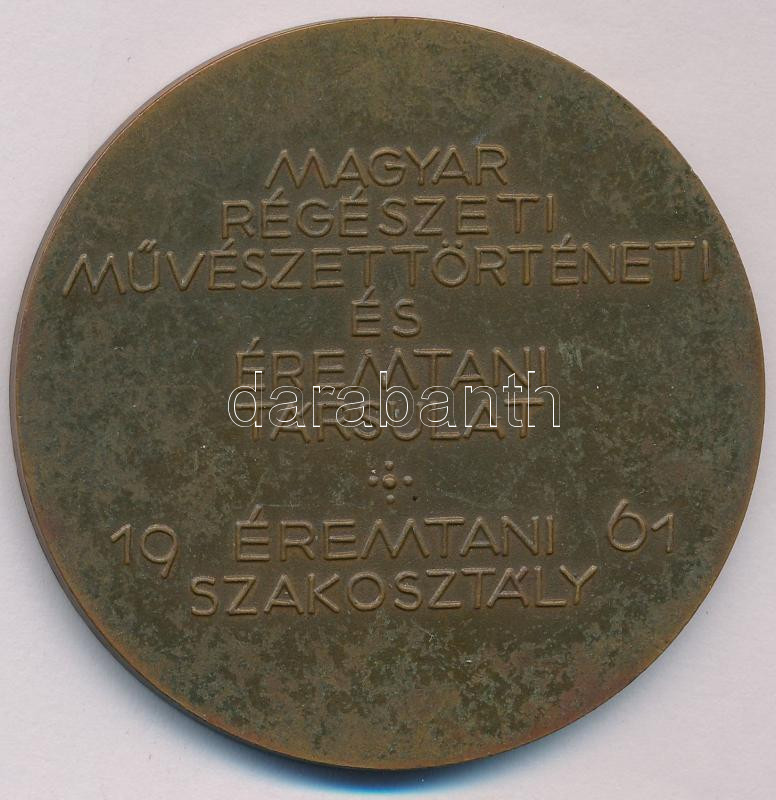 MAGYAR
RÉGÉSZETI
MŰVÉSZETTÖRTÉNETI
ÉS
ÉREMTANI
darabanth
TÁRSULAT
19 ÉREMTANI 61
SZAKOSZTÁLY